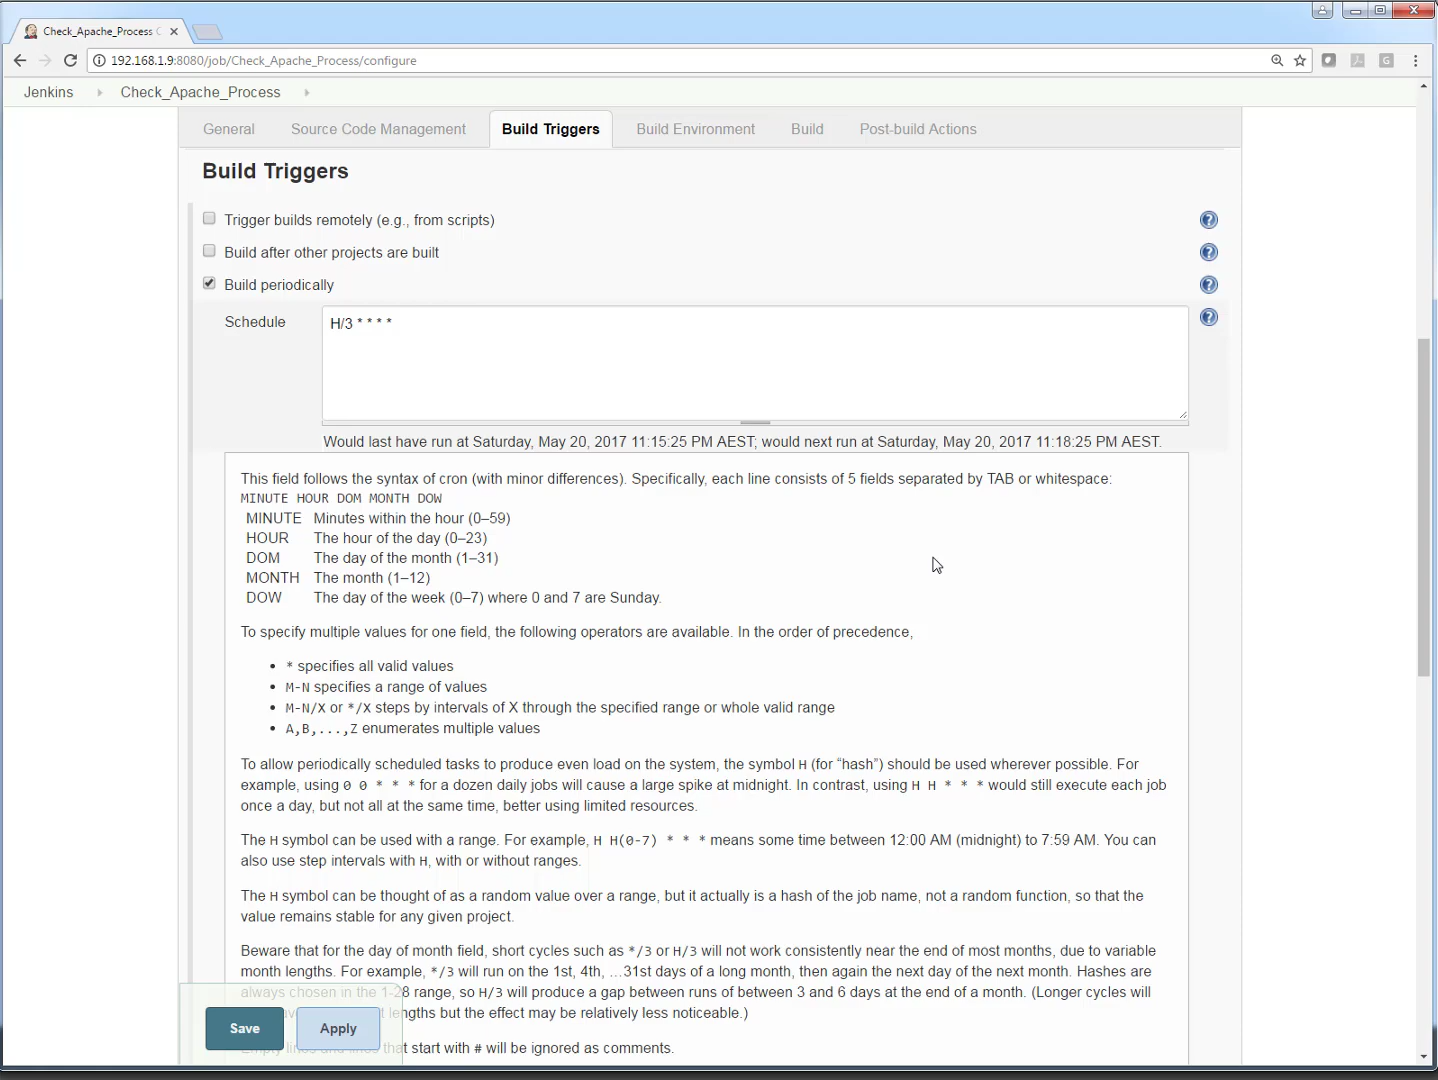 Check_Apache_Process C
192.168.1.9:8080/job/Check_Apache_Process/configure
Jenkins Check_Apache_Process
General Source Code Management Build Triggers Build Environment Build Post-build Actions
Build Triggers
Trigger builds remotely (e.g., from scripts)
Build after other projects are built
Build periodically
Schedule H/3 * * * *
Would last have run at Saturday, May 20, 2017 11:15:25 PM AEST; would next run at Saturday, May 20, 2017 11:18:25 PM AEST.
This field follows the syntax of cron (with minor differences). Specifically, each line consists of 5 fields separated by TAB or whitespace:
MINUTE HOUR DOM MONTH DOW
MINUTE Minutes within the hour (0–59)
HOUR The hour of the day (0–23)
DOM The day of the month (1–31)
MONTH The month (1–12)
DOW The day of the week (0–7) where 0 and 7 are Sunday.
To specify multiple values for one field, the following operators are available. In the order of precedence,
• * specifies all valid values
• M-N specifies a range of values
• M-N/X or */X steps by intervals of X through the specified range or whole valid range
• A,B,...,Z enumerates multiple values
To allow periodically scheduled tasks to produce even load on the system, the symbol H (for “hash”) should be used wherever possible. For
example, using 0 0 * * * for a dozen daily jobs will cause a large spike at midnight. In contrast, using H H * * * would still execute each job
once a day, but not all at the same time, better using limited resources.
The H symbol can be used with a range. For example, H H(0-7) * * * means some time between 12:00 AM (midnight) to 7:59 AM. You can
also use step intervals with H, with or without ranges.
The H symbol can be thought of as a random value over a range, but it actually is a hash of the job name, not a random function, so that the
value remains stable for any given project.
Beware that for the day of month field, short cycles such as */3 or H/3 will not work consistently near the end of most months, due to variable
month lengths. For example, */3 will run on the 1st, 4th, ...31st days of a long month, then again the next day of the next month. Hashes are
always chosen in the 1-28 range, so H/3 will produce a gap between runs of between 3 and 6 days at the end of a month. (Longer cycles will
lengths but the effect may be relatively less noticeable.)
Save Apply
that start with # will be ignored as comments.